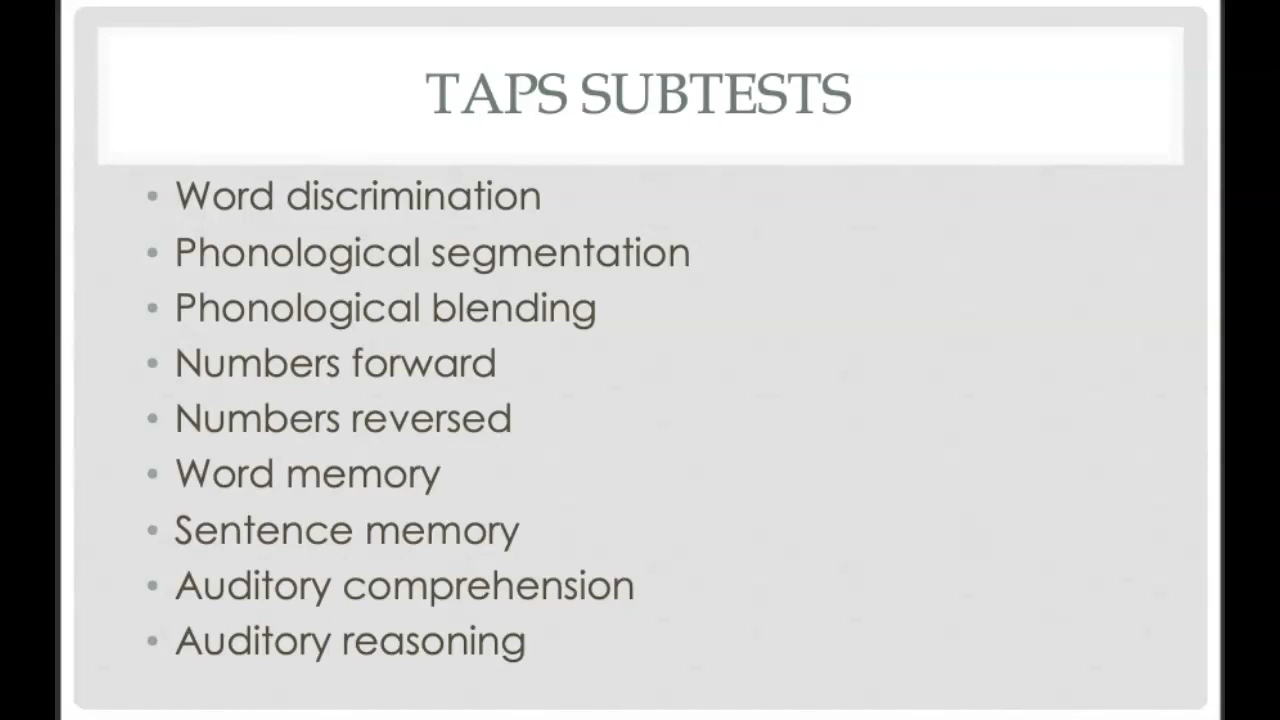 TAPS SUBTESTS
• Word discrimination
• Phonological segmentation
• Phonological blending
• Numbers forward
• Numbers reversed
• Word memory
• Sentence memory
• Auditory comprehension
• Auditory reasoning